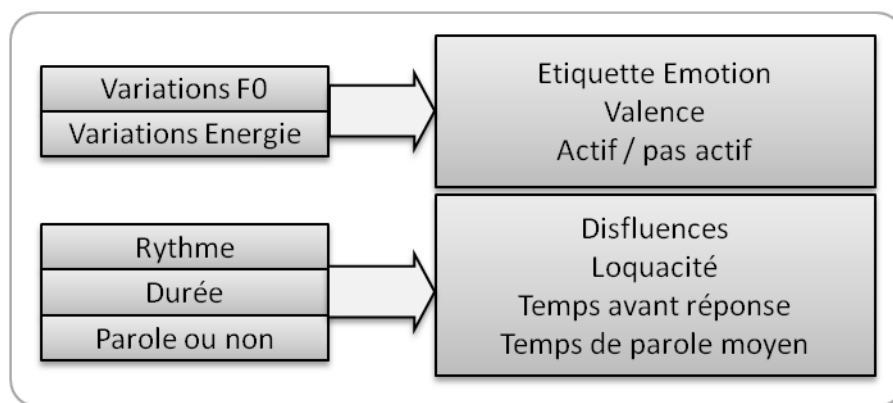 Variations F0
Variations Energie
Etiquette Emotion
Valence
Actif / pas actif
Rythme
Durée
Parole ou non
Disfluences
Loquacité
Temps avant réponse
Temps de parole moyen